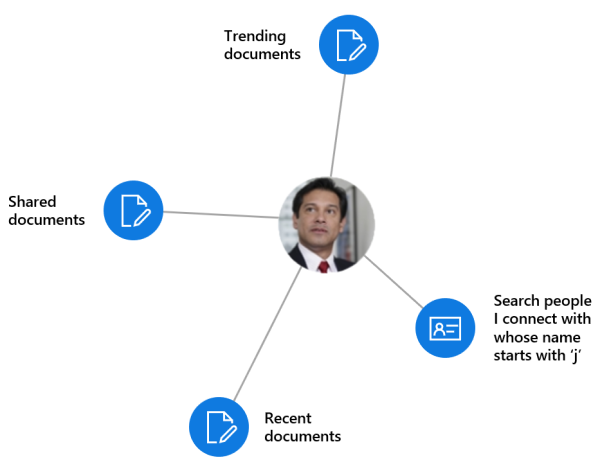 Trending
documents
Shared
documents
Search people
I connect with
whose name
starts with ‘j’
Recent
documents